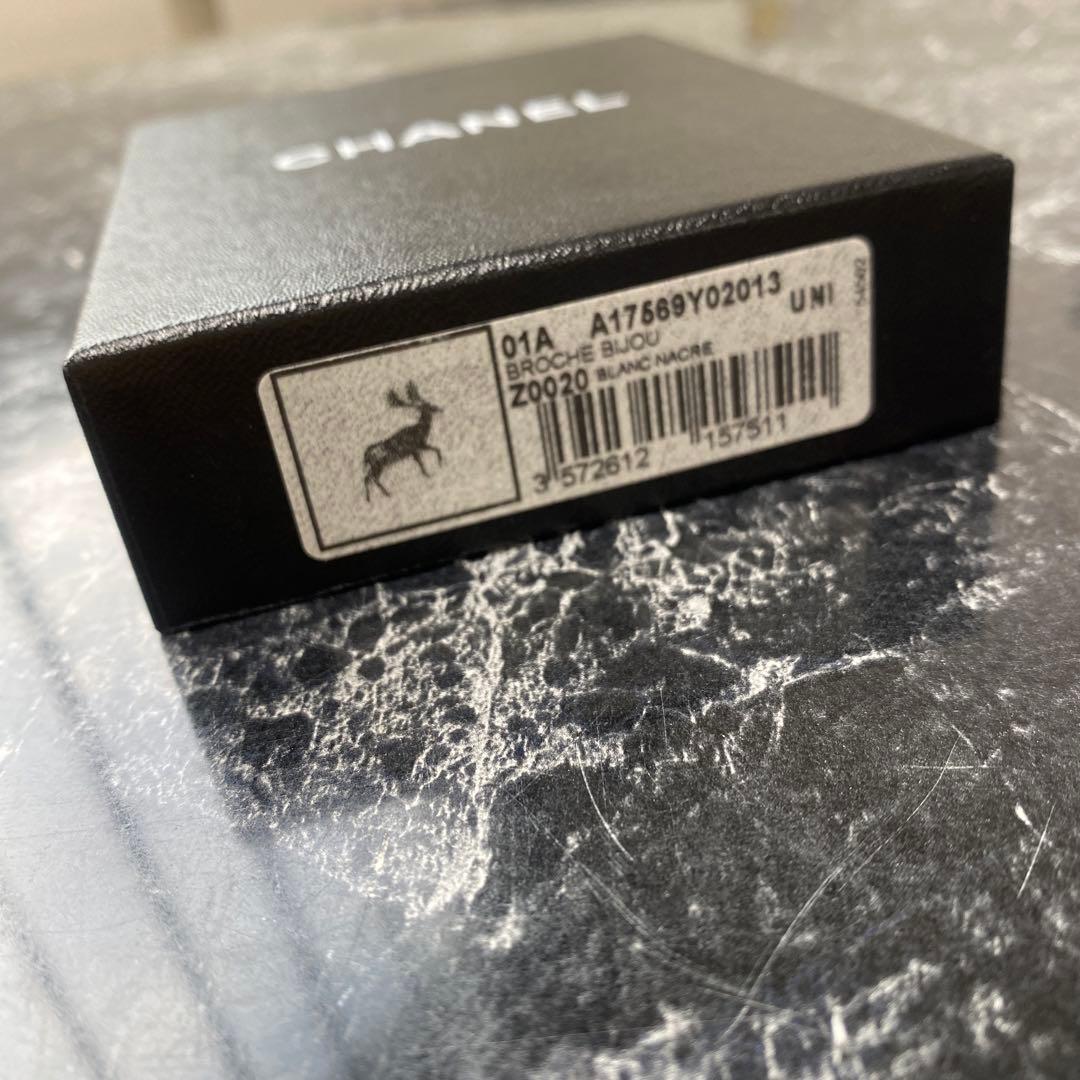 CHANEL
01A A17569Y02013
BROCHE BIJOU UNI
Z0020 BLANC NACRE
3 572612 157511